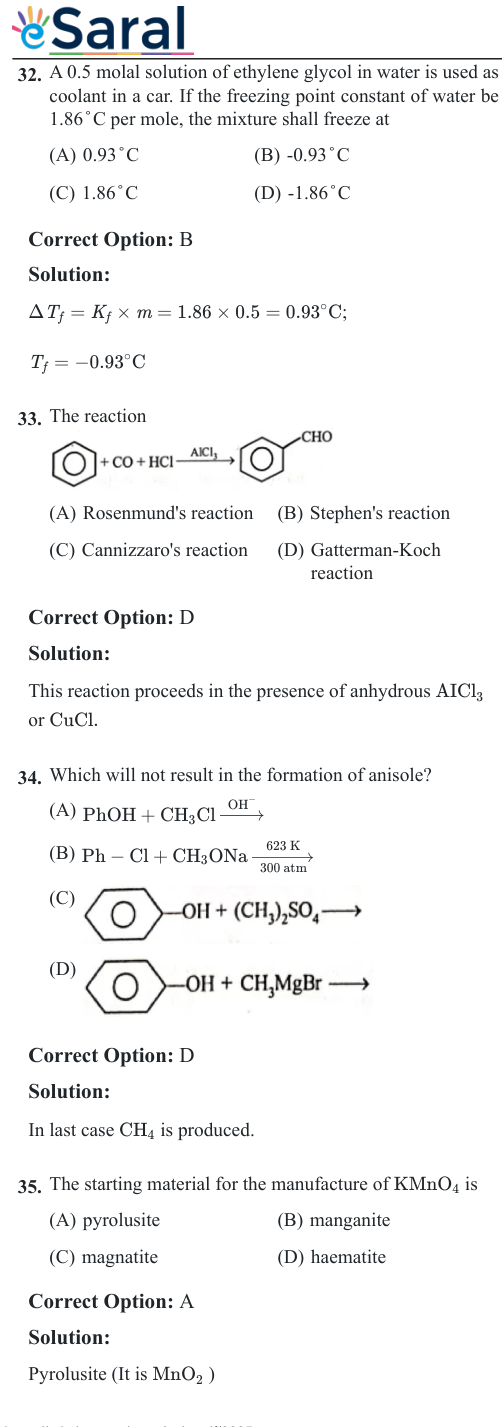 eSaral
32. A 0.5 molal solution of ethylene glycol in water is used as
coolant in a car. If the freezing point constant of water be
1.86˚C per mole, the mixture shall freeze at
(A) 0.93˚C (B) -0.93˚C
(C) 1.86˚C (D) -1.86˚C
Correct Option: B
Solution:
Δ T_f = K_f × m = 1.86 × 0.5 = 0.93°C;
T_f = −0.93°C
33. The reaction
+ CO + HCl AlCl₃ → CHO
(A) Rosenmund's reaction (B) Stephen's reaction
(C) Cannizzaro's reaction (D) Gatterman-Koch
reaction
Correct Option: D
Solution:
This reaction proceeds in the presence of anhydrous AICl₃
or CuCl.
34. Which will not result in the formation of anisole?
(A) PhOH + CH₃Cl OH⁻ →
(B) Ph − Cl + CH₃ONa 623 K → 300 atm
(C) –OH + (CH₃)₂SO₄ →
(D) –OH + CH₃MgBr →
Correct Option: D
Solution:
In last case CH₄ is produced.
35. The starting material for the manufacture of KMnO₄ is
(A) pyrolusite (B) manganite
(C) magnatite (D) haematite
Correct Option: A
Solution:
Pyrolusite (It is MnO₂ )